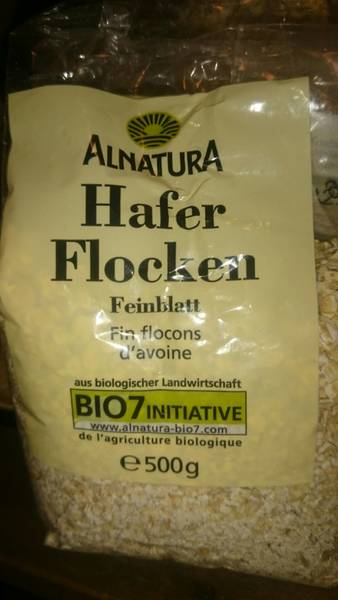 ALNATURA
Hafer
Flocken
Feinblatt
Fin flocons
d'avoine
aus biologischer Landwirtschaft
BIO7 INITIATIVE
www.alnatura-bio7.com
de l'agriculture biologique
℮500g